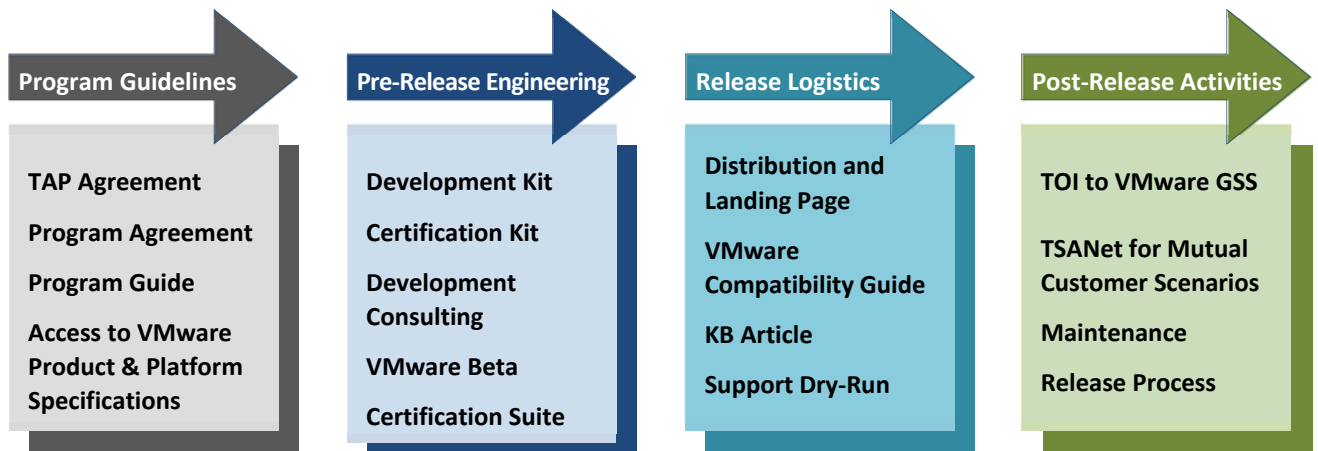 Program Guidelines
TAP Agreement
Program Agreement
Program Guide
Access to VMware
Product & Platform
Specifications
Pre-Release Engineering
Development Kit
Certification Kit
Development
Consulting
VMware Beta
Certification Suite
Release Logistics
Distribution and
Landing Page
VMware
Compatibility Guide
KB Article
Support Dry-Run
Post-Release Activities
TOI to VMware GSS
TSANet for Mutual
Customer Scenarios
Maintenance
Release Process